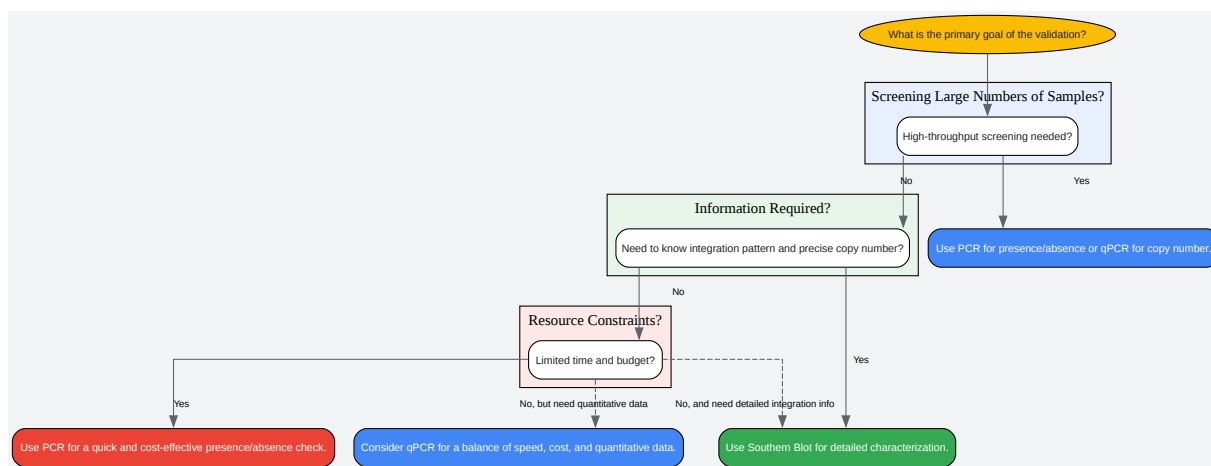 What is the primary goal of the validation?
Screening Large Numbers of Samples?
High-throughput screening needed?
No
Yes
Information Required?
Need to know integration pattern and precise copy number?
Use PCR for presence/absence or qPCR for copy number.
No
Resource Constraints?
Limited time and budget?
Yes
Yes
No, but need quantitative data
No, and need detailed integration info
Use PCR for a quick and cost-effective presence/absence check.
Consider qPCR for a balance of speed, cost, and quantitative data.
Use Southern Blot for detailed characterization.